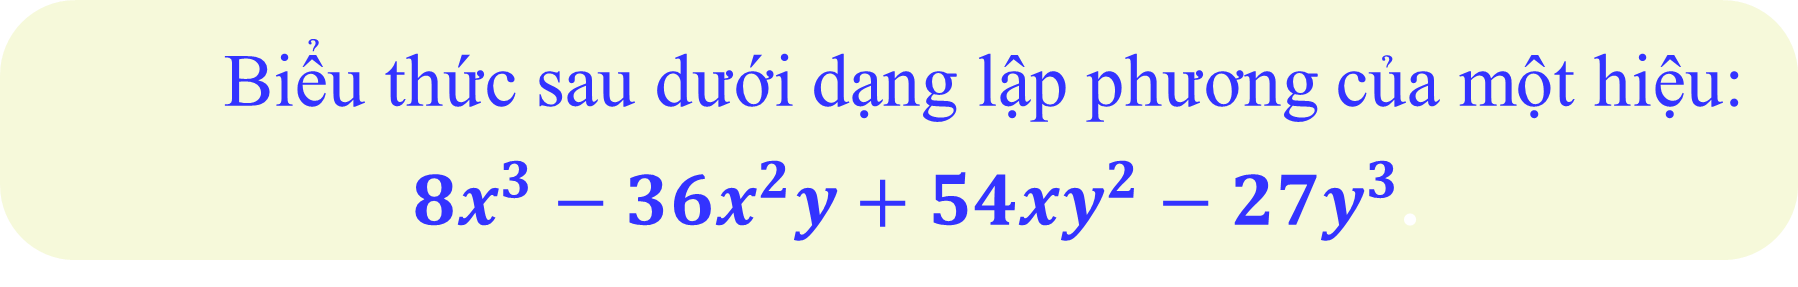 Biểu thức sau dưới dạng lập phương của một hiệu:
8x³ − 36x²y + 54xy² − 27y³.